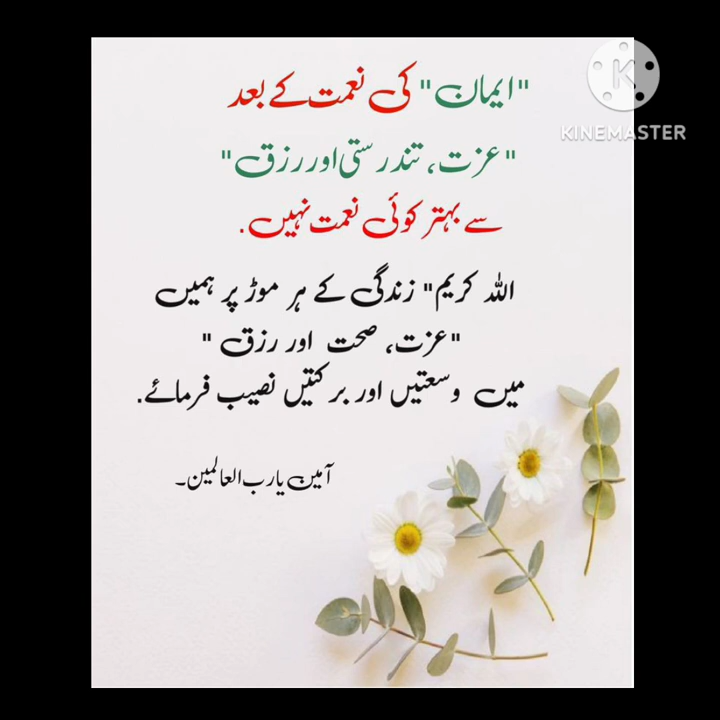 "ایمان" کی نعمت کے بعد
"عزت، تندرستی اور رزق"
سے بہتر کوئی نعمت نہیں.
اللہ کریم" زندگی کے ہر موڑ پر ہمیں
"عزت، صحت اور رزق"
میں وسعتیں اور برکتیں نصیب فرمائے.
آمین یارب العالمین۔
K
KINEMASTER